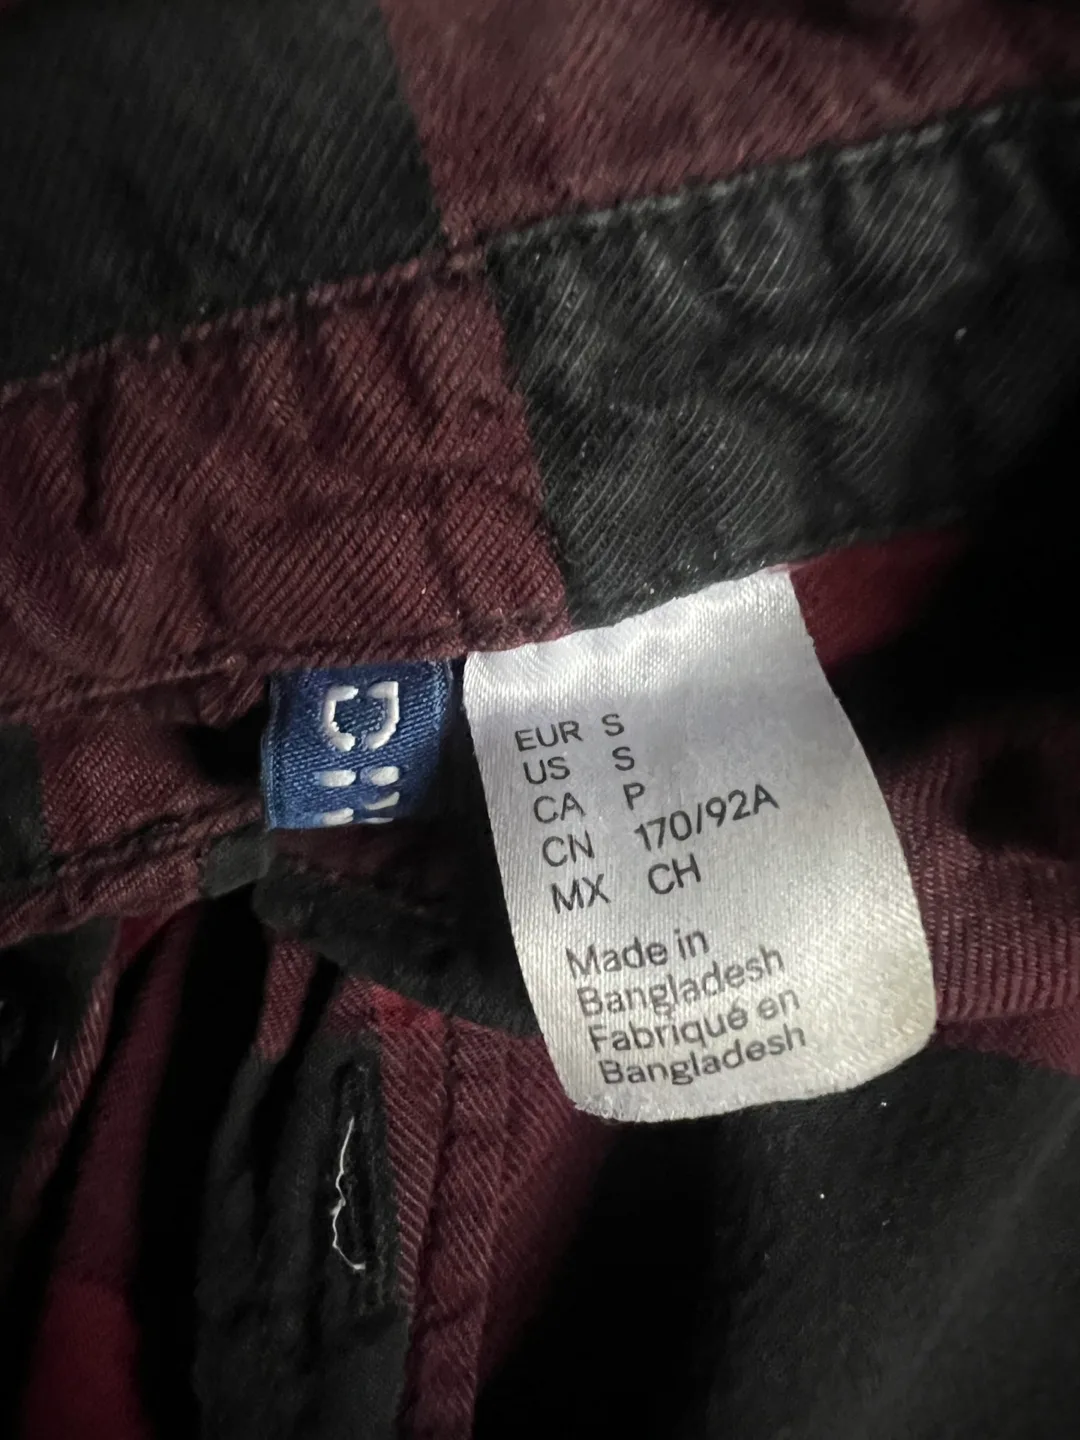 EUR S
US S
CA P
CN 170/92A
MX CH
Made in
Bangladesh
Fabriqué en
Bangladesh